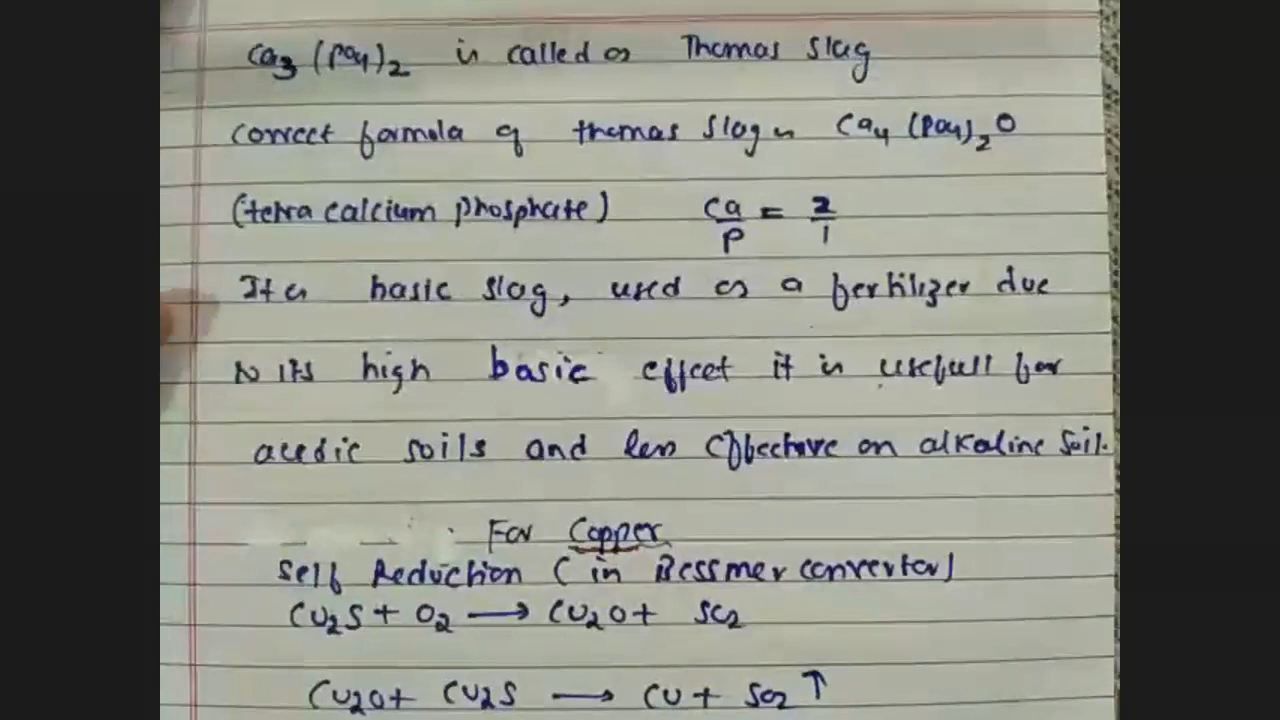 Ca₃(PO₄)₂ is called as Thomas Slag
correct formula of thomas slag is Ca₄(PO₄)₂O
(tetra calcium phosphate) Ca/P = 2/1
It is basic slag, used as a fertilizer due
to its high basic effect it is usefull for
acedic soils and less effective on alkaline soil.
For Copper
Self Reduction (in Bessmer convertor)
Cu₂S + O₂ → Cu₂O + SO₂
Cu₂O + Cu₂S → Cu + SO₂ ↑